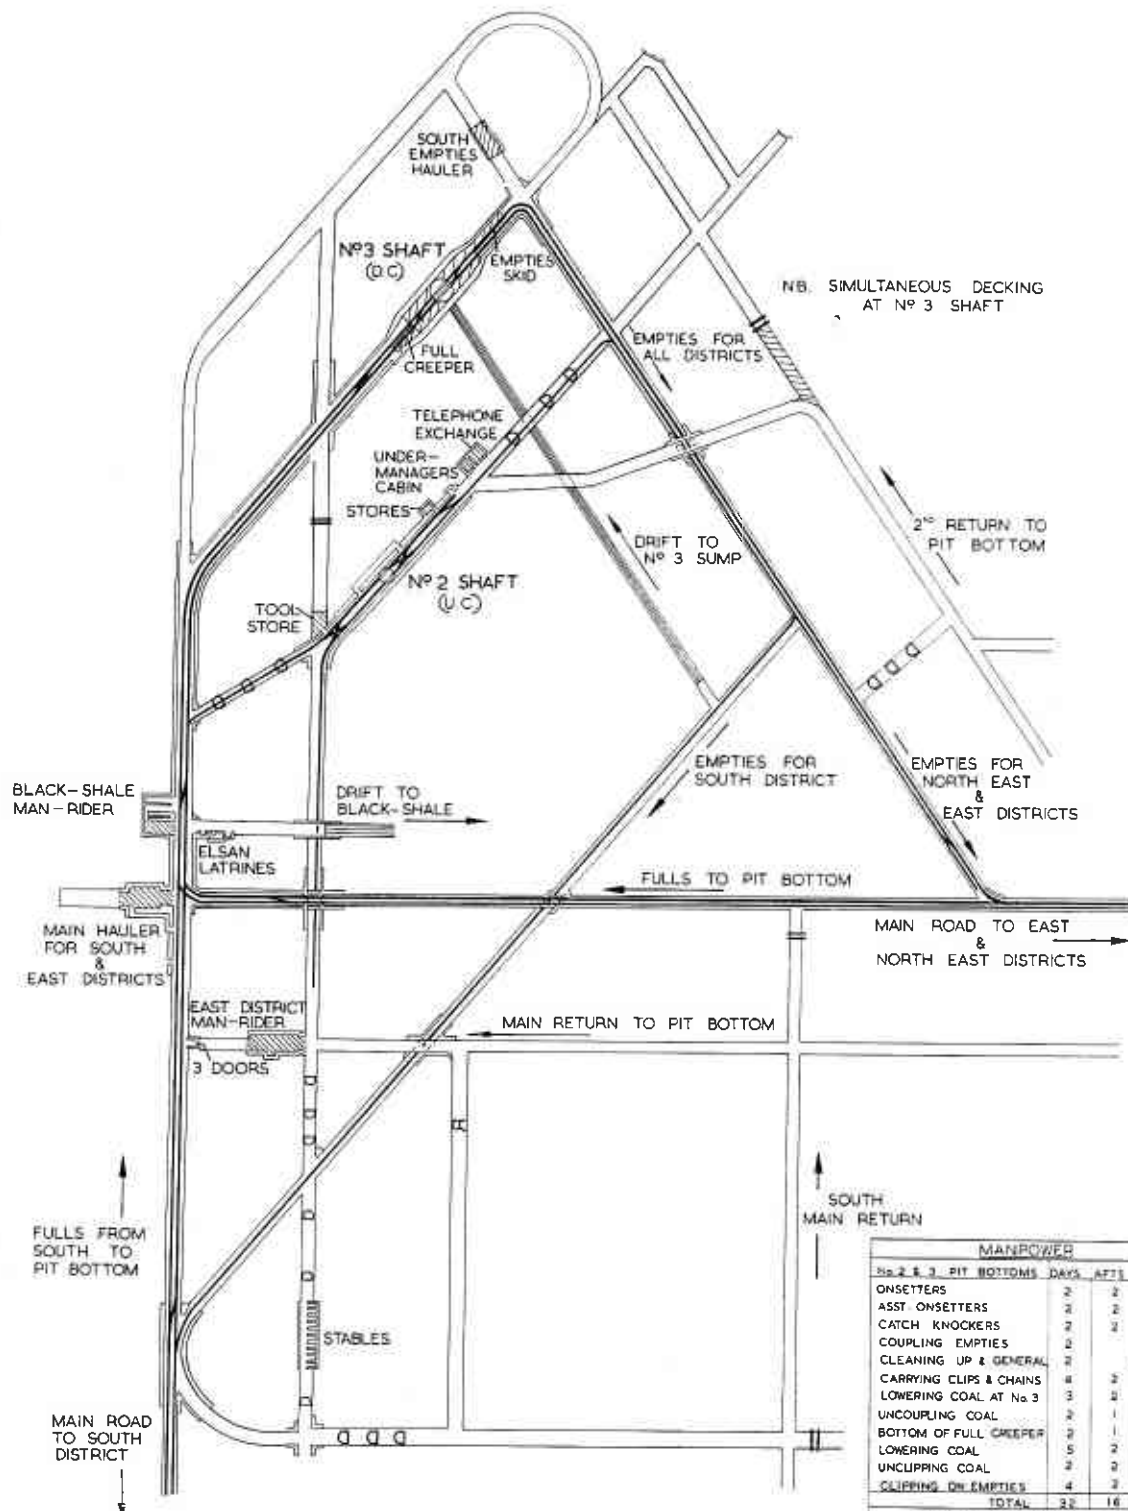 SOUTH
EMPTIES
HAULER
Nº3 SHAFT
(D.C)
EMPTIES
SKID
NB. SIMULTANEOUS DECKING
AT Nº 3 SHAFT
FULL
CREEPER
EMPTIES FOR
ALL DISTRICTS
TELEPHONE
EXCHANGE
UNDER-
MANAGERS
CABIN
STORES
2ND RETURN TO
PIT BOTTOM
DRIFT TO
Nº 3 SUMP
Nº 2 SHAFT
(U.C)
TOOL
STORE
EMPTIES FOR
SOUTH DISTRICT
EMPTIES FOR
NORTH EAST
&
EAST DISTRICTS
BLACK-SHALE
MAN-RIDER
DRIFT TO
BLACK-SHALE
ELSAN
LATRINES
FULLS TO PIT BOTTOM
MAIN HAULER
FOR SOUTH
&
EAST DISTRICTS
MAIN ROAD TO EAST
&
NORTH EAST DISTRICTS
EAST DISTRICT
MAN-RIDER
MAIN RETURN TO PIT BOTTOM
3 DOORS
FULLS FROM
SOUTH TO
PIT BOTTOM
SOUTH
MAIN RETURN
STABLES
MAIN ROAD
TO SOUTH
DISTRICT
MANPOWER
No. 2 & 3 PIT BOTTOMS DAYS AFTS
ONSETTERS 2 2
ASST. ONSETTERS 2 2
CATCH KNOCKERS 2 2
COUPLING EMPTIES 2
CLEANING UP & GENERAL 2
CARRYING CLIPS & CHAINS 2
LOWERING COAL AT No. 3 3
UNCOUPLING COAL 2 1
BOTTOM OF FULL CREEPER 2 1
LOWERING COAL 5 2
UNCLIPPING COAL 2 2
CLIPPING ON EMPTIES 4 2
TOTAL 32 18